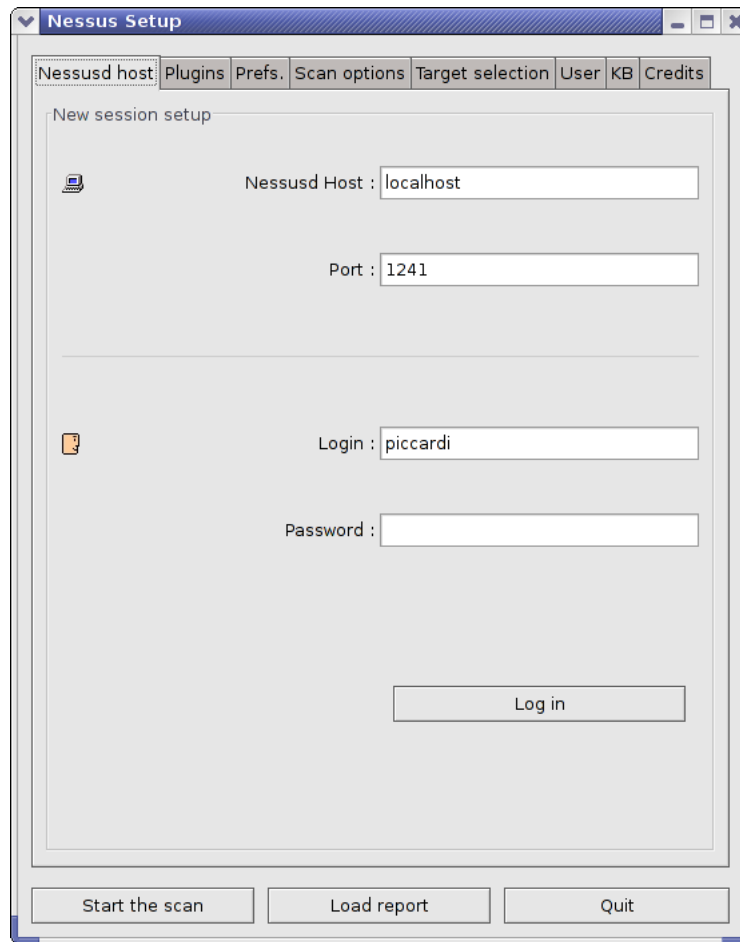 Nessus Setup
Nessusd host Plugins Prefs. Scan options Target selection User KB Credits
New session setup
Nessusd Host : localhost
Port : 1241
Login : piccardi
Password :
Log in
Start the scan Load report Quit